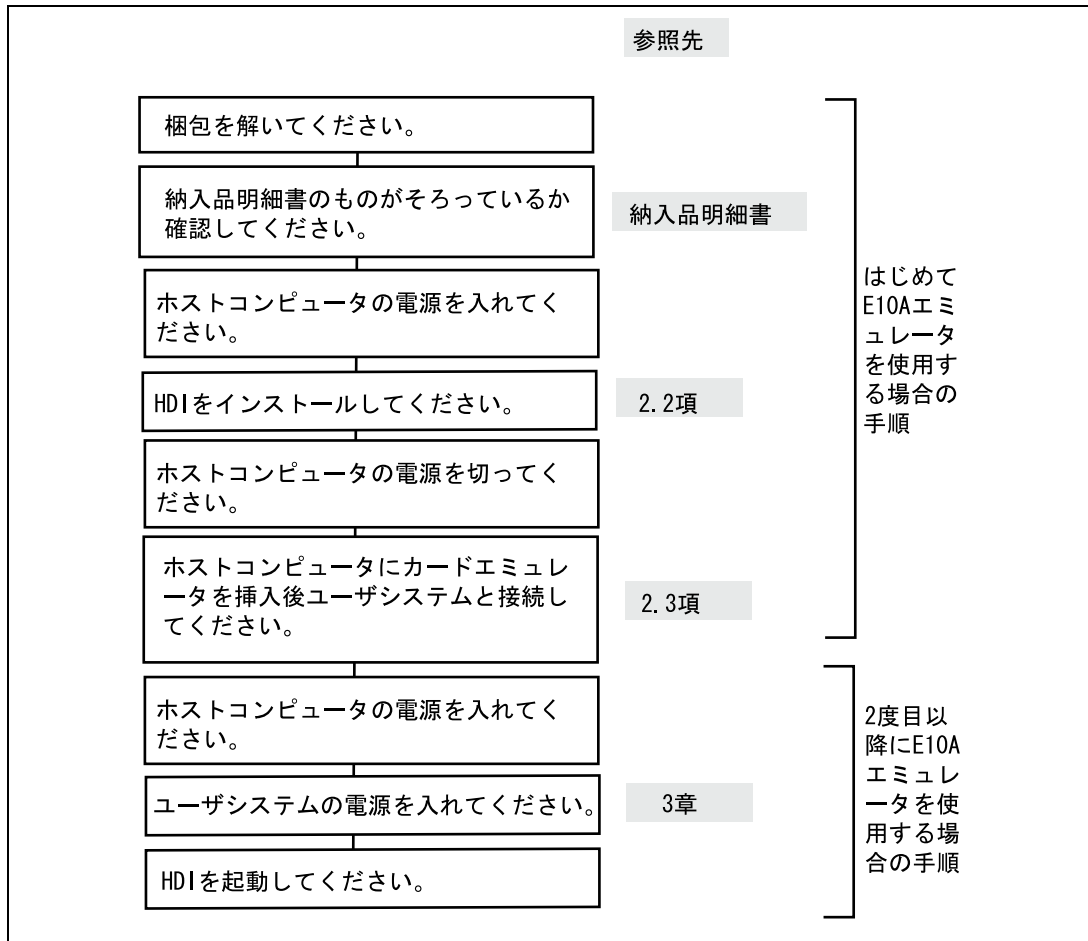 参照先
梱包を解いてください。
納入品明細書のものがそろっているか
確認してください。
納入品明細書
ホストコンピュータの電源を入れてく
ださい。
HDIをインストールしてください。
2.2項
ホストコンピュータの電源を切ってく
ださい。
ホストコンピュータにカードエミュレ
ータを挿入後ユーザシステムと接続し
てください。
2.3項
はじめて
E10Aエミ
ュレータ
を使用す
る場合の
手順
ホストコンピュータの電源を入れてく
ださい。
ユーザシステムの電源を入れてください。
3章
HDIを起動してください。
2度目以
降にE10A
エミュレ
ータを使
用する場
合の手順